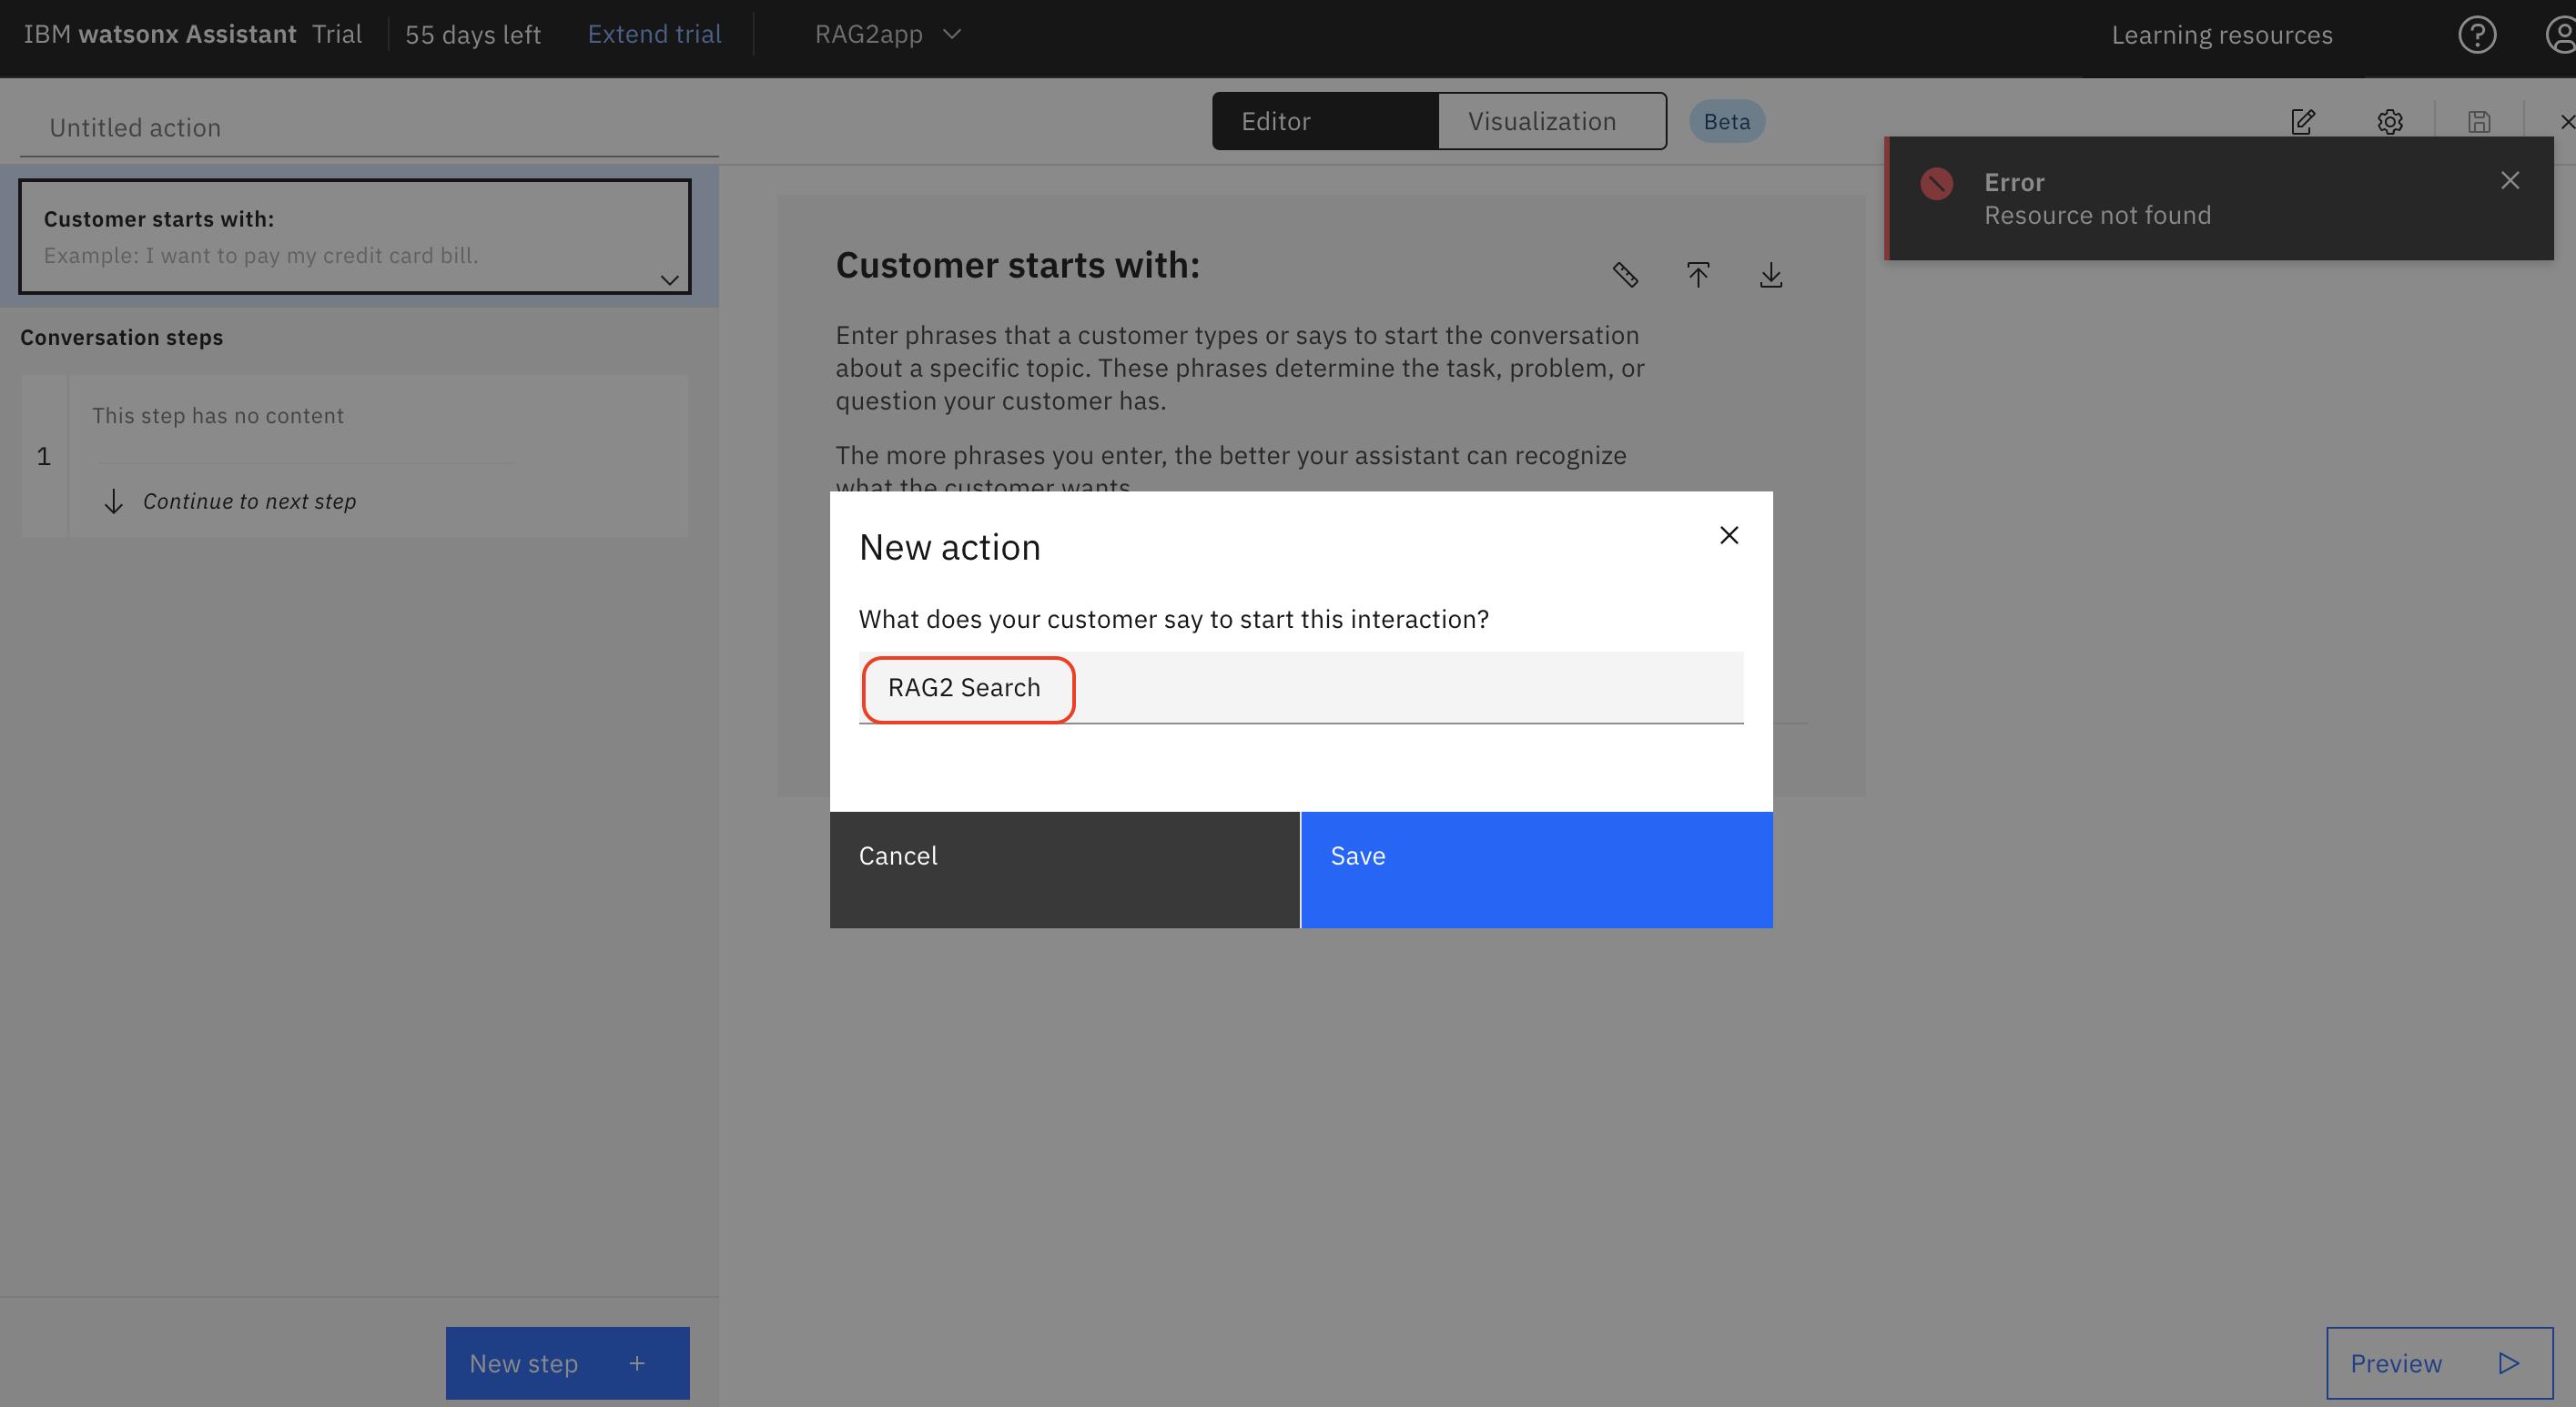 IBM watsonx Assistant Trial
55 days left
Extend trial
RAG2app
Learning resources
Untitled action
Editor
Visualization
Beta
Error
Resource not found
Customer starts with:
Example: I want to pay my credit card bill.
Conversation steps
1
This step has no content
Continue to next step
Customer starts with:
Enter phrases that a customer types or says to start the conversation
about a specific topic. These phrases determine the task, problem, or
question your customer has.
The more phrases you enter, the better your assistant can recognize
what the customer wants.
New action
What does your customer say to start this interaction?
RAG2 Search
Cancel
Save
New step +
Preview